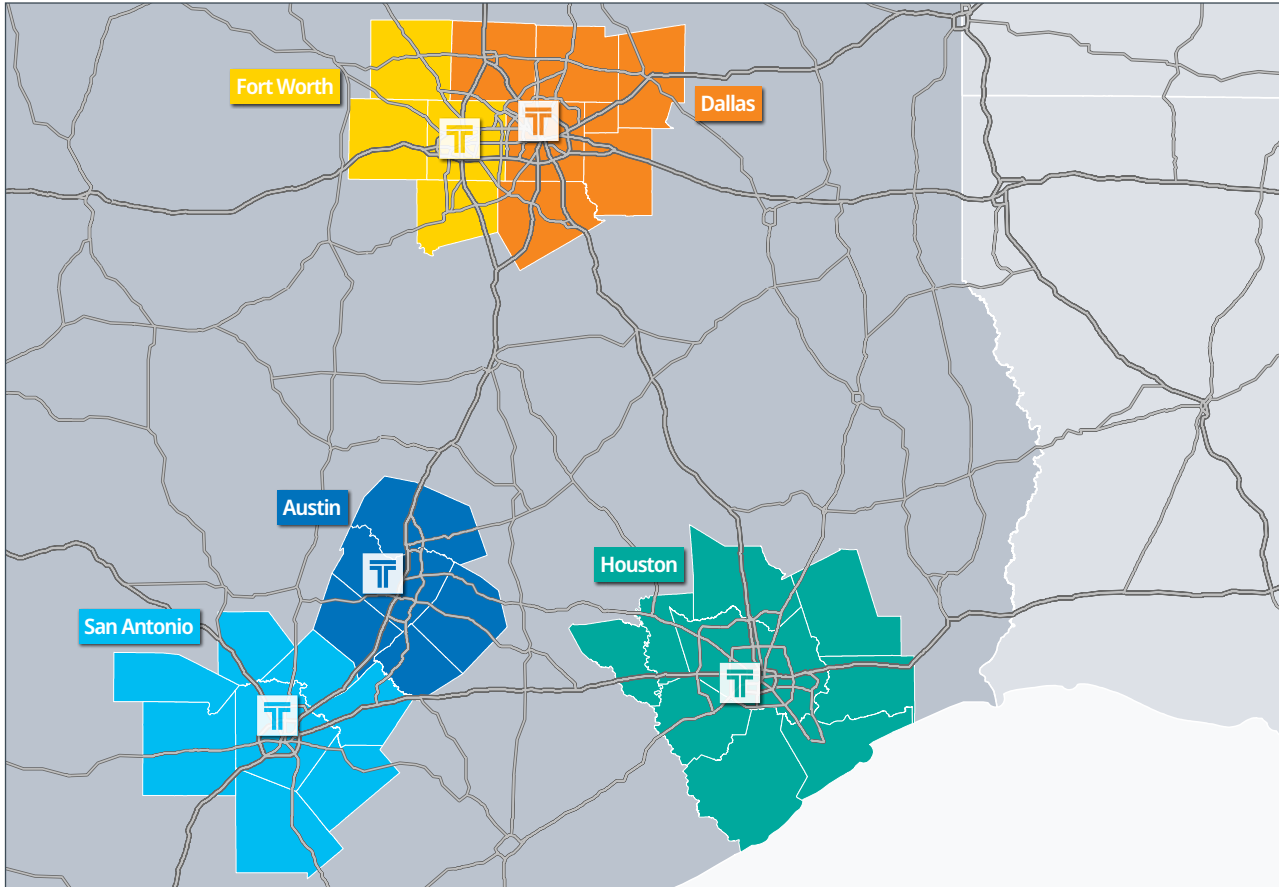 Fort Worth
Dallas
Austin
Houston
San Antonio